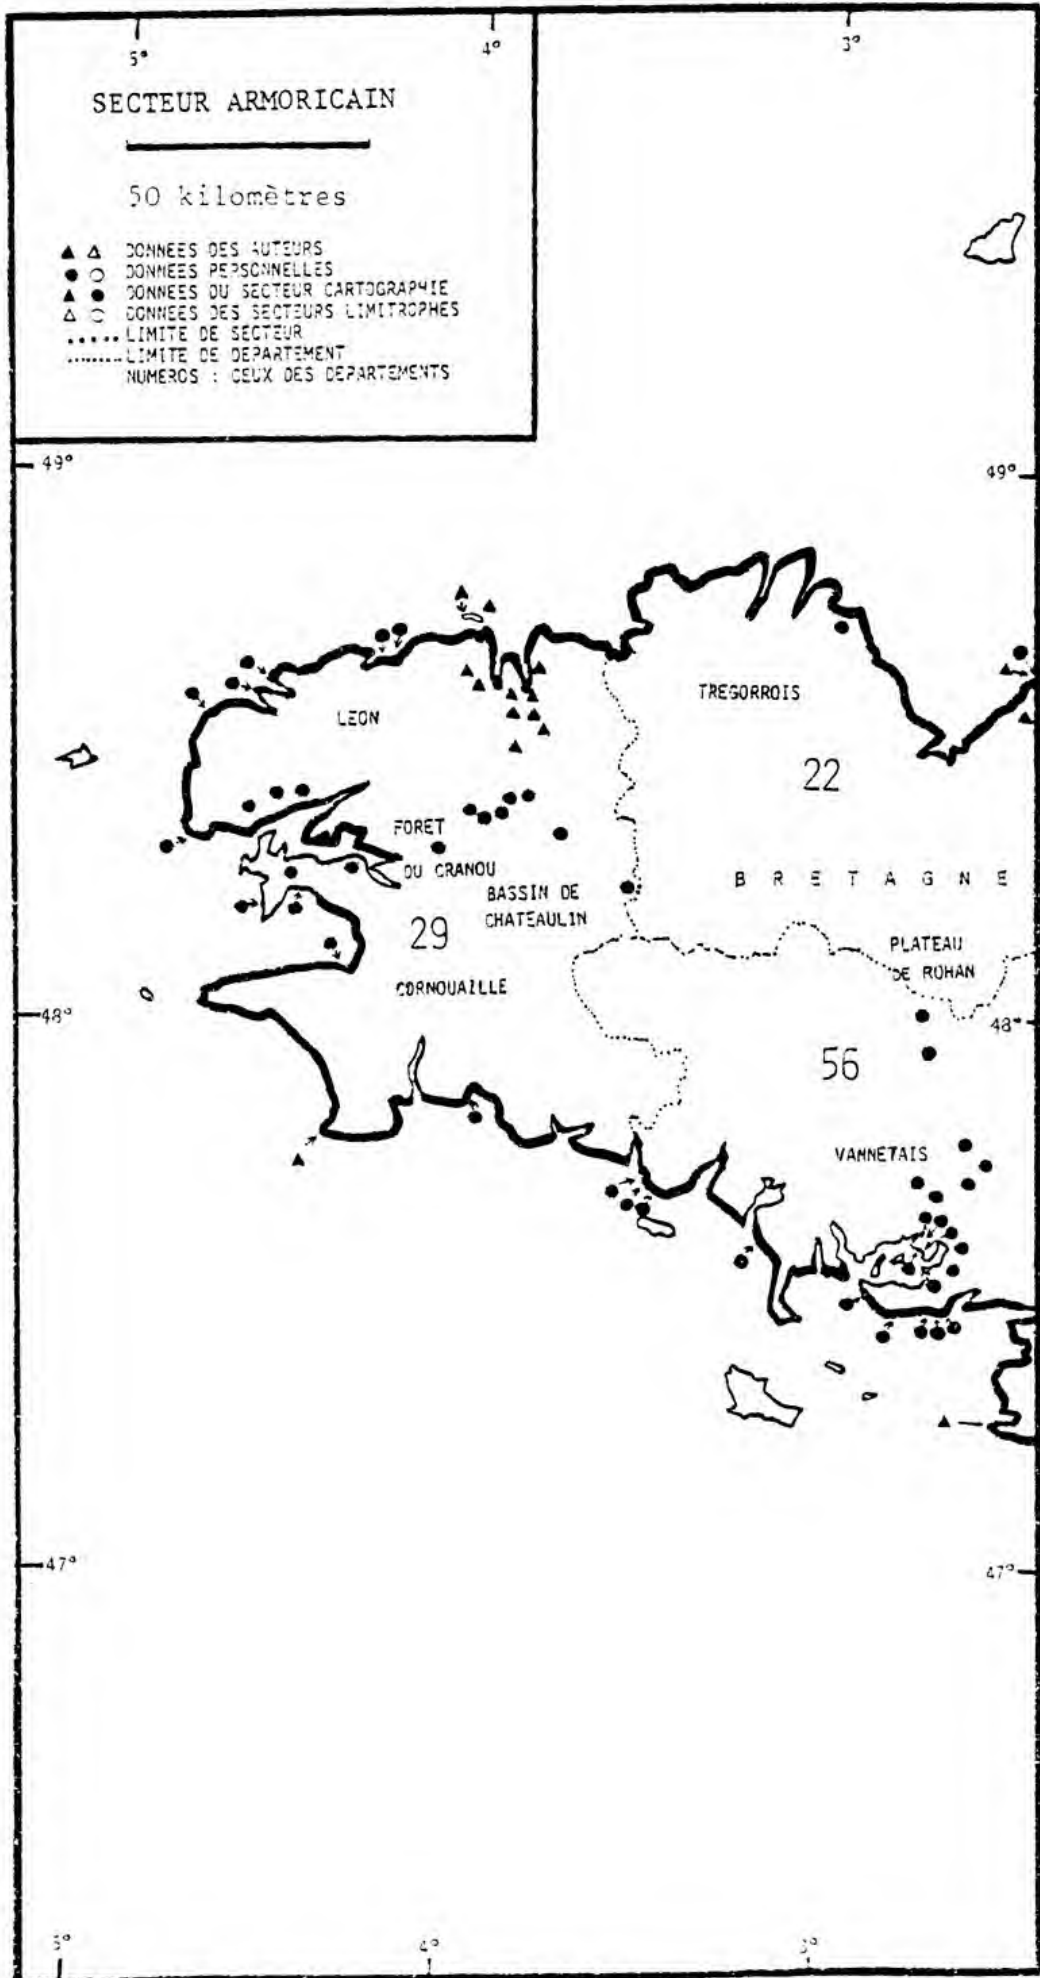 5° 4° 3°
SECTEUR ARMORICAIN
50 kilomètres
DONNEES DES AUTEURS
DONNEES PERSONNELLES
DONNEES DU SECTEUR CARTOGRAPHIE
DONNEES DES SECTEURS LIMITROPHES
LIMITE DE SECTEUR
LIMITE DE DEPARTEMENT
NUMEROS : CEUX DES DEPARTEMENTS
49° 49°
LEON
TREGORROIS
22
FORET
DU CRANOU
BRETAGNE
BASSIN DE
CHATEAULIN
29
PLATEAU
DE ROHAN
CORNOUAILLE
48° 48°
56
VANNETAIS
47° 47°
5° 4° 3°